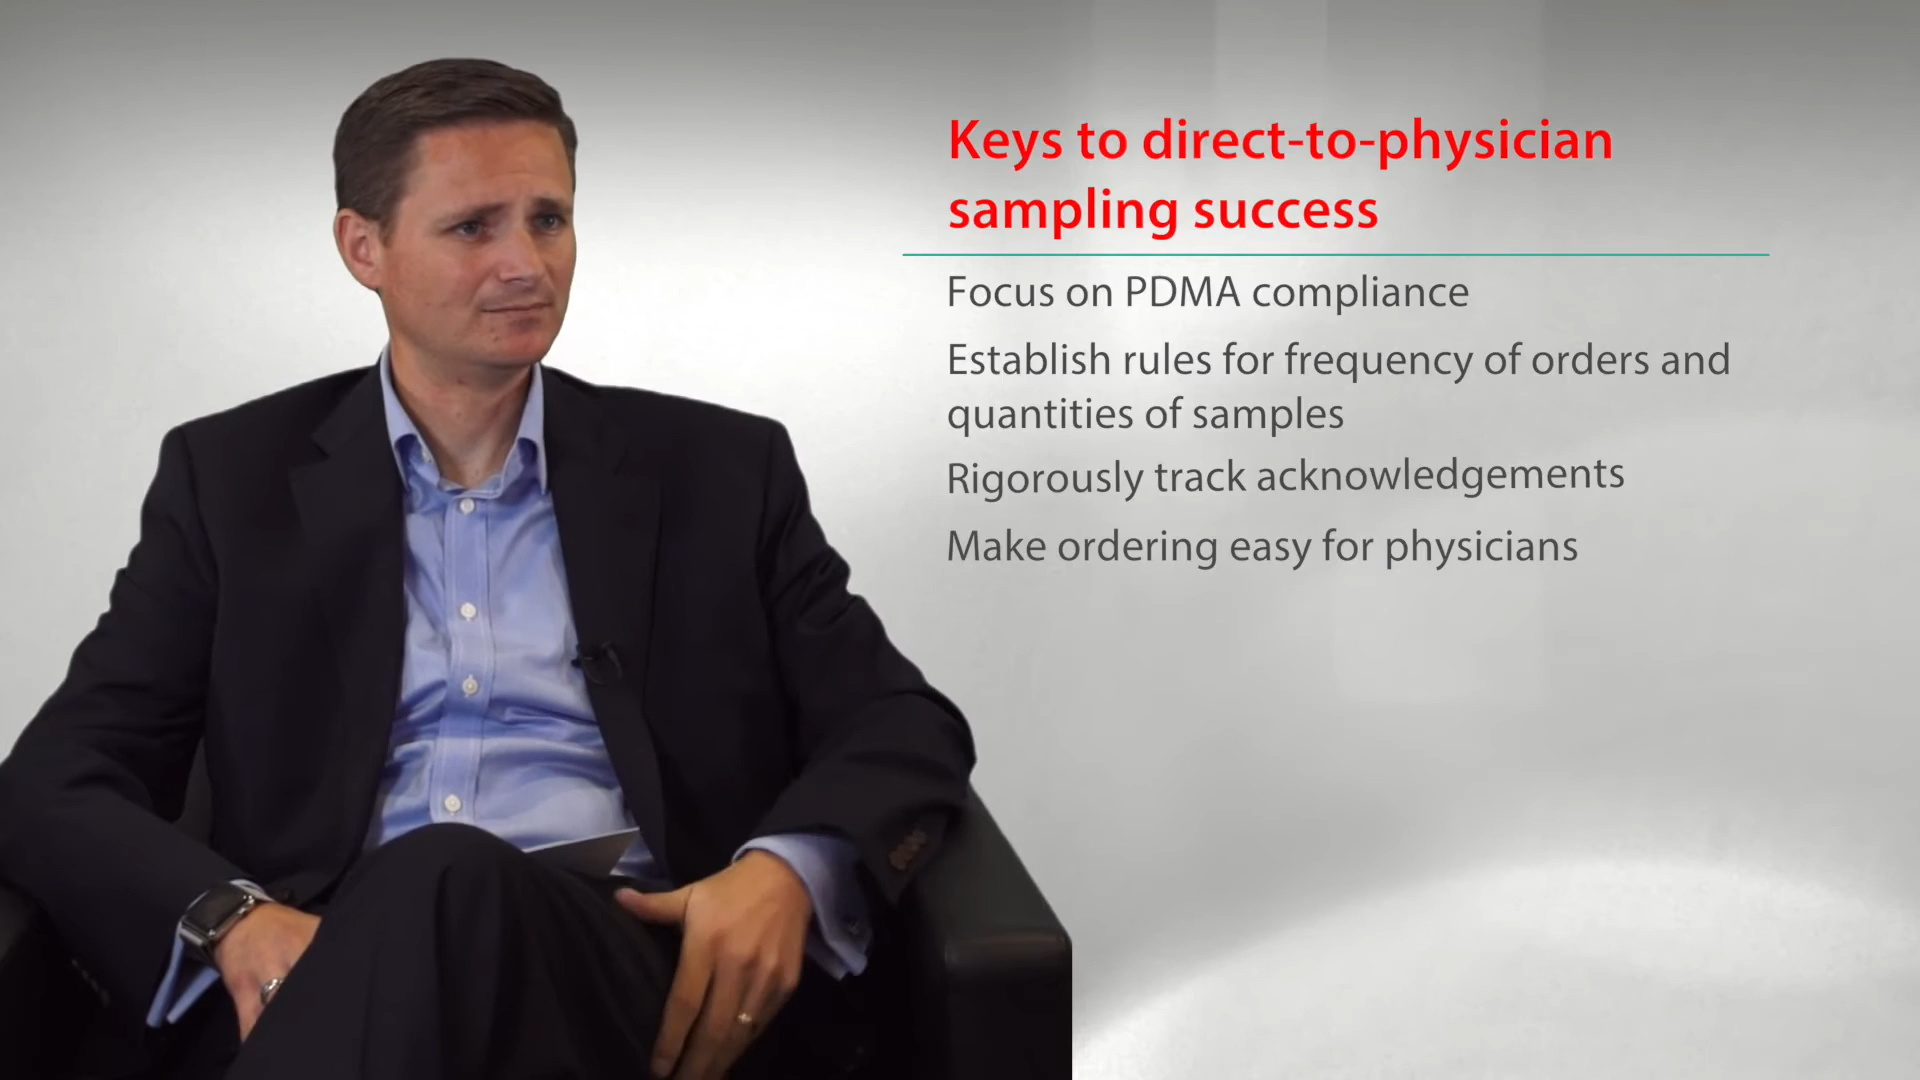 Keys to direct-to-physician
sampling success
Focus on PDMA compliance
Establish rules for frequency of orders and
quantities of samples
Rigorously track acknowledgements
Make ordering easy for physicians